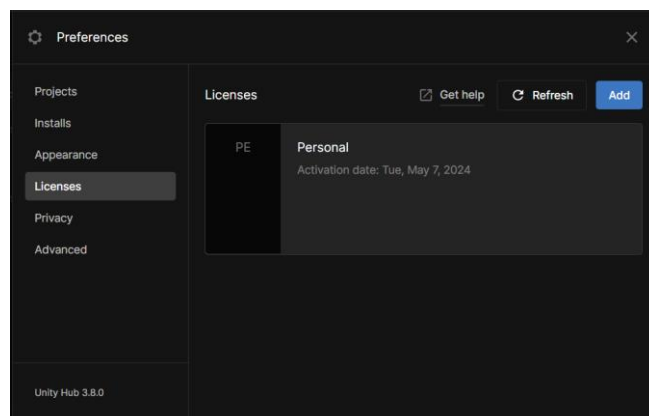 Preferences
Projects
Installs
Appearance
Licenses
Privacy
Advanced
Unity Hub 3.8.0
Licenses
Get help
Refresh
Add
PE
Personal
Activation date: Tue, May 7, 2024